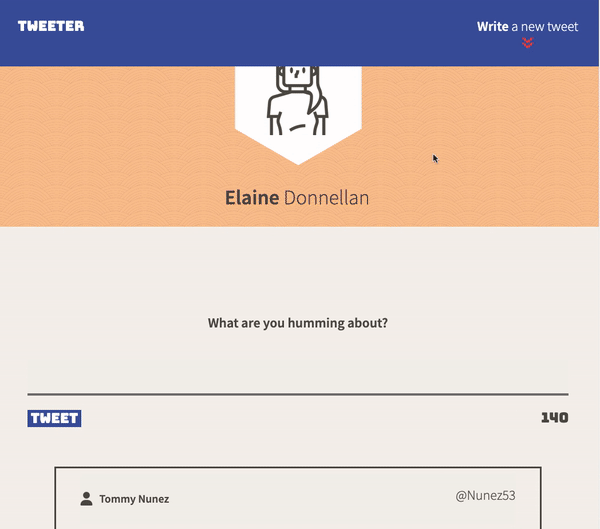 TWEETER
Write a new tweet
Elaine Donnellan
What are you humming about?
TWEET
140
Tommy Nunez
@Nunez53